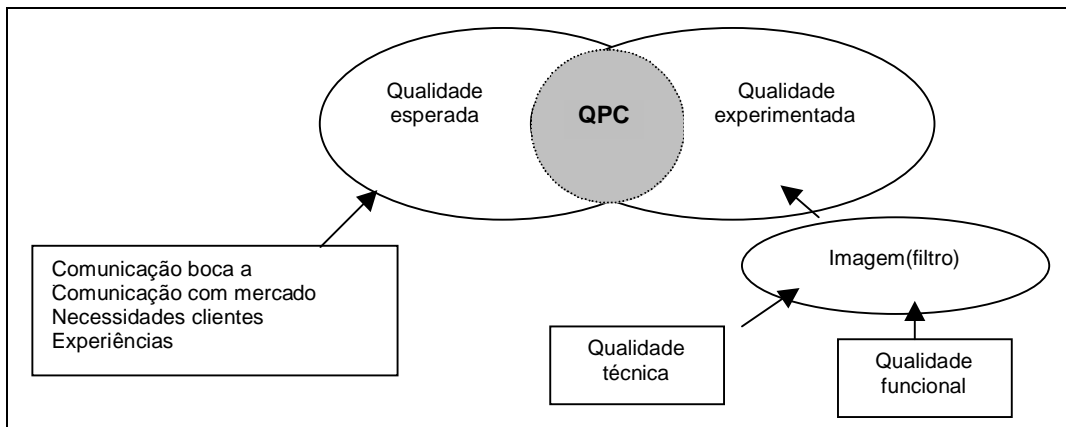 Qualidade
esperada
QPC
Qualidade
experimentada
Comunicação boca a
Comunicação com mercado
Necessidades clientes
Experiências
Imagem(filtro)
Qualidade
técnica
Qualidade
funcional